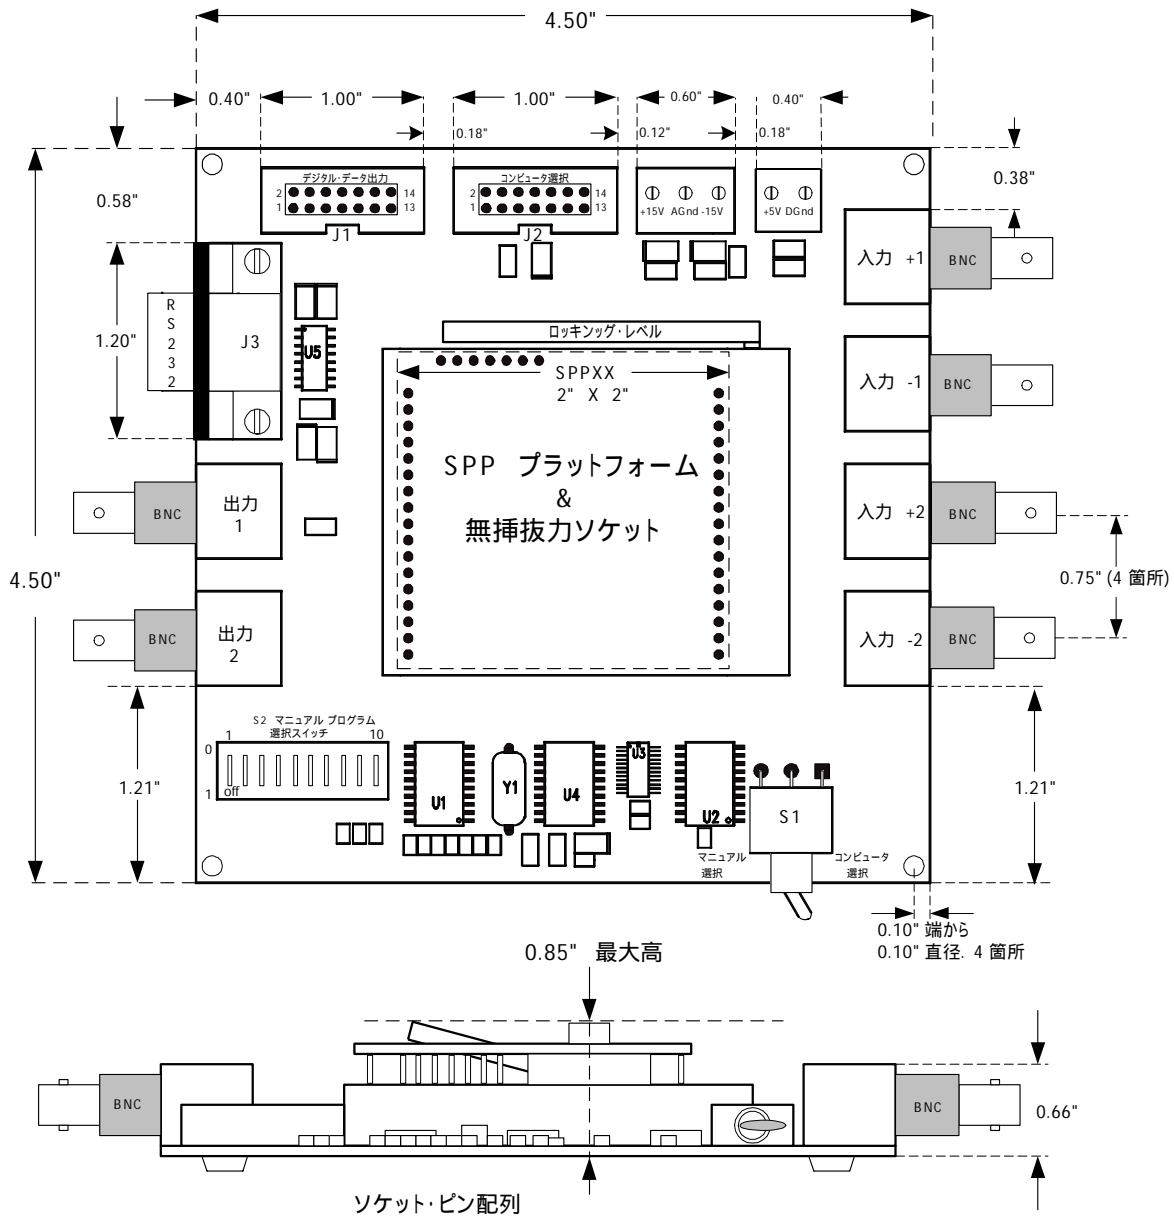 4.50"
0.40"
1.00"
1.00"
0.60"
0.40"
0.18"
0.12"
0.18"
0.58"
0.38"
デジタル・データ出力
2 14
1 13
J1
コンピュータ選択
2 14
1 13
J2
+15V AGnd -15V
+5V DGnd
入力 +1
BNC
RS232
J3
1.20"
U5
ロッキンッグ・レベル
SPPXX
2" X 2"
入力 -1
BNC
SPP プラットフォーム
&
無挿抜力ソケット
BNC
出力
1
入力 +2
BNC
4.50"
0.75" (4 箇所)
BNC
出力
2
入力 -2
BNC
S2 マニュアル プログラム
選択スイッチ
1 10
0
1
off
1.21"
U1
Y1
U4
U3
U2
S1
1.21"
マニュアル
選択
コンピュータ
選択
0.10" 端から
0.10" 直径. 4 箇所
0.85" 最大高
BNC
BNC
0.66"
ソケット・ピン配列